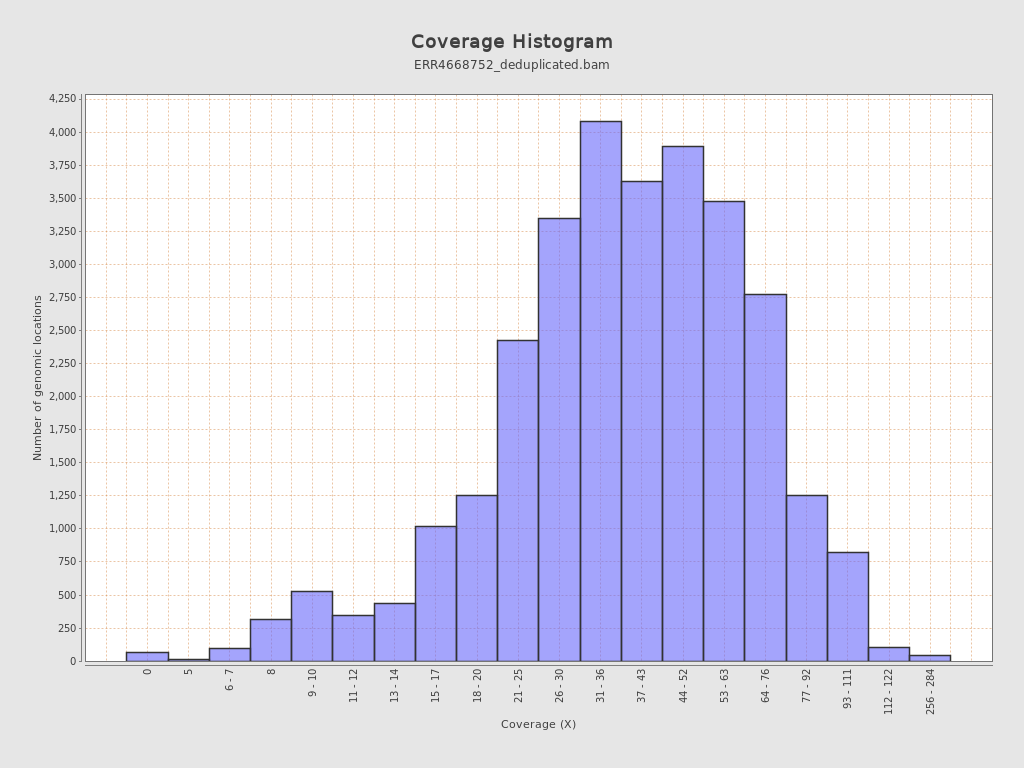 Coverage Histogram
ERR4668752_deduplicated.bam
Number of genomic locations
4,250
4,000
3,750
3,500
3,250
3,000
2,750
2,500
2,250
2,000
1,750
1,500
1,250
1,000
750
500
250
0
0
5
6 - 7
8
9 - 10
11 - 12
13 - 14
15 - 17
18 - 20
21 - 25
26 - 30
31 - 36
37 - 43
44 - 52
53 - 63
64 - 76
77 - 92
93 - 111
112 - 122
256 - 284
Coverage (X)